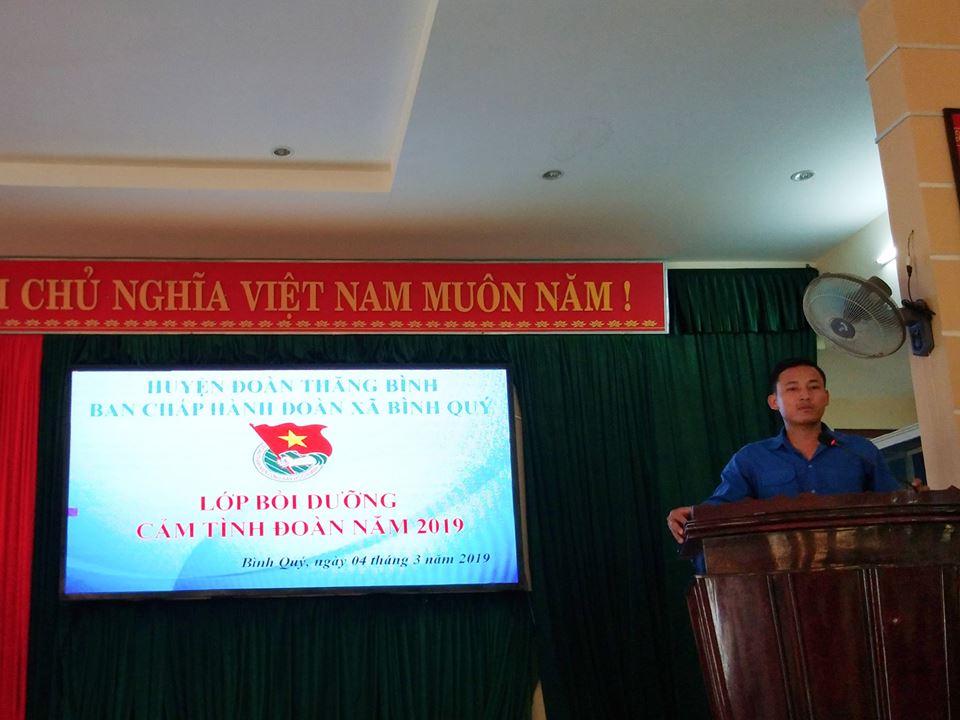 CHỦ NGHĨA VIỆT NAM MUÔN NĂM !
HUYỆN ĐOÀN THĂNG BÌNH
BAN CHẤP HÀNH ĐOÀN XÃ BÌNH QUÝ
LỚP BỒI DƯỠNG
CẢM TÌNH ĐOÀN NĂM 2019
Bình Quý, ngày 04 tháng 3 năm 2019